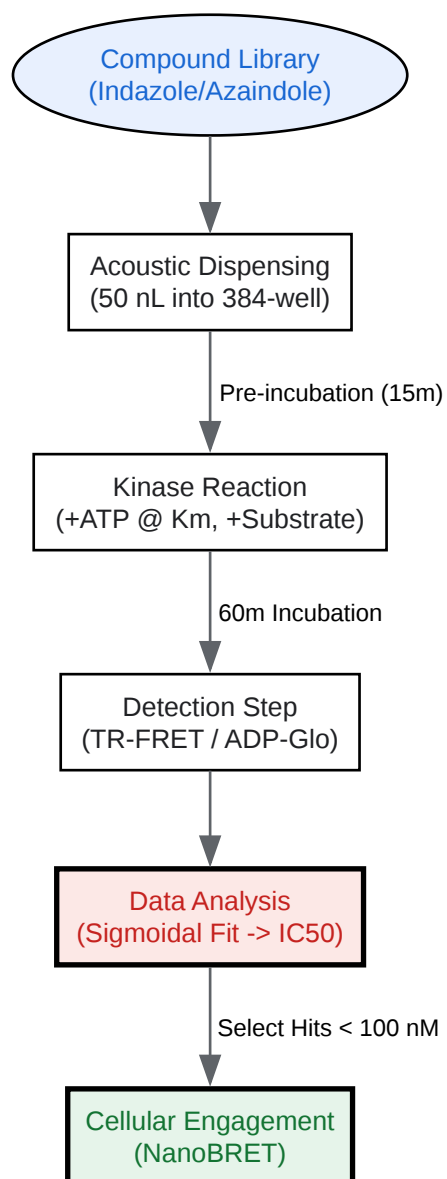 Compound Library
(Indazole/Azaindole)
Acoustic Dispensing
(50 nL into 384-well)
Pre-incubation (15m)
Kinase Reaction
(+ATP @ Km, +Substrate)
60m Incubation
Detection Step
(TR-FRET / ADP-Glo)
Data Analysis
(Sigmoidal Fit -> IC50)
Select Hits < 100 nM
Cellular Engagement
(NanoBRET)